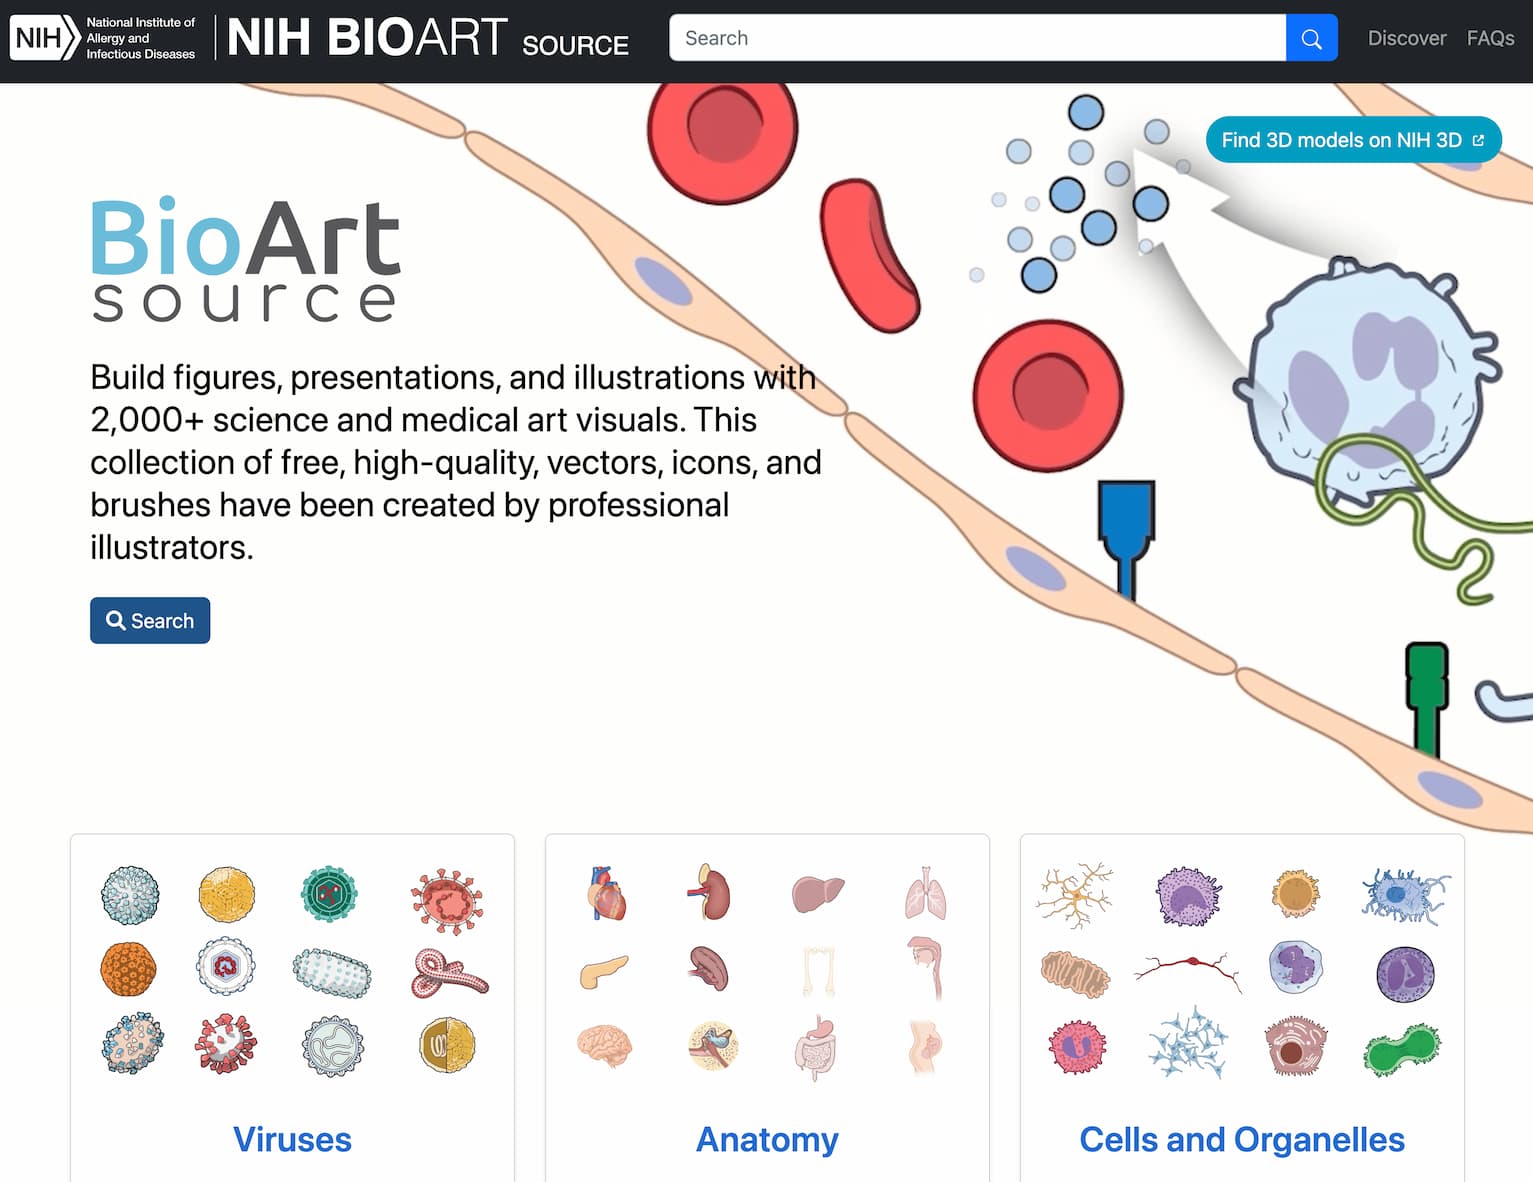 NIH
National Institute of
Allergy and
Infectious Diseases
NIH BIOART SOURCE
Search
Discover
FAQs
Find 3D models on NIH 3D
BioArt
source
Build figures, presentations, and illustrations with
2,000+ science and medical art visuals. This
collection of free, high-quality, vectors, icons, and
brushes have been created by professional
illustrators.
Search
Viruses
Anatomy
Cells and Organelles